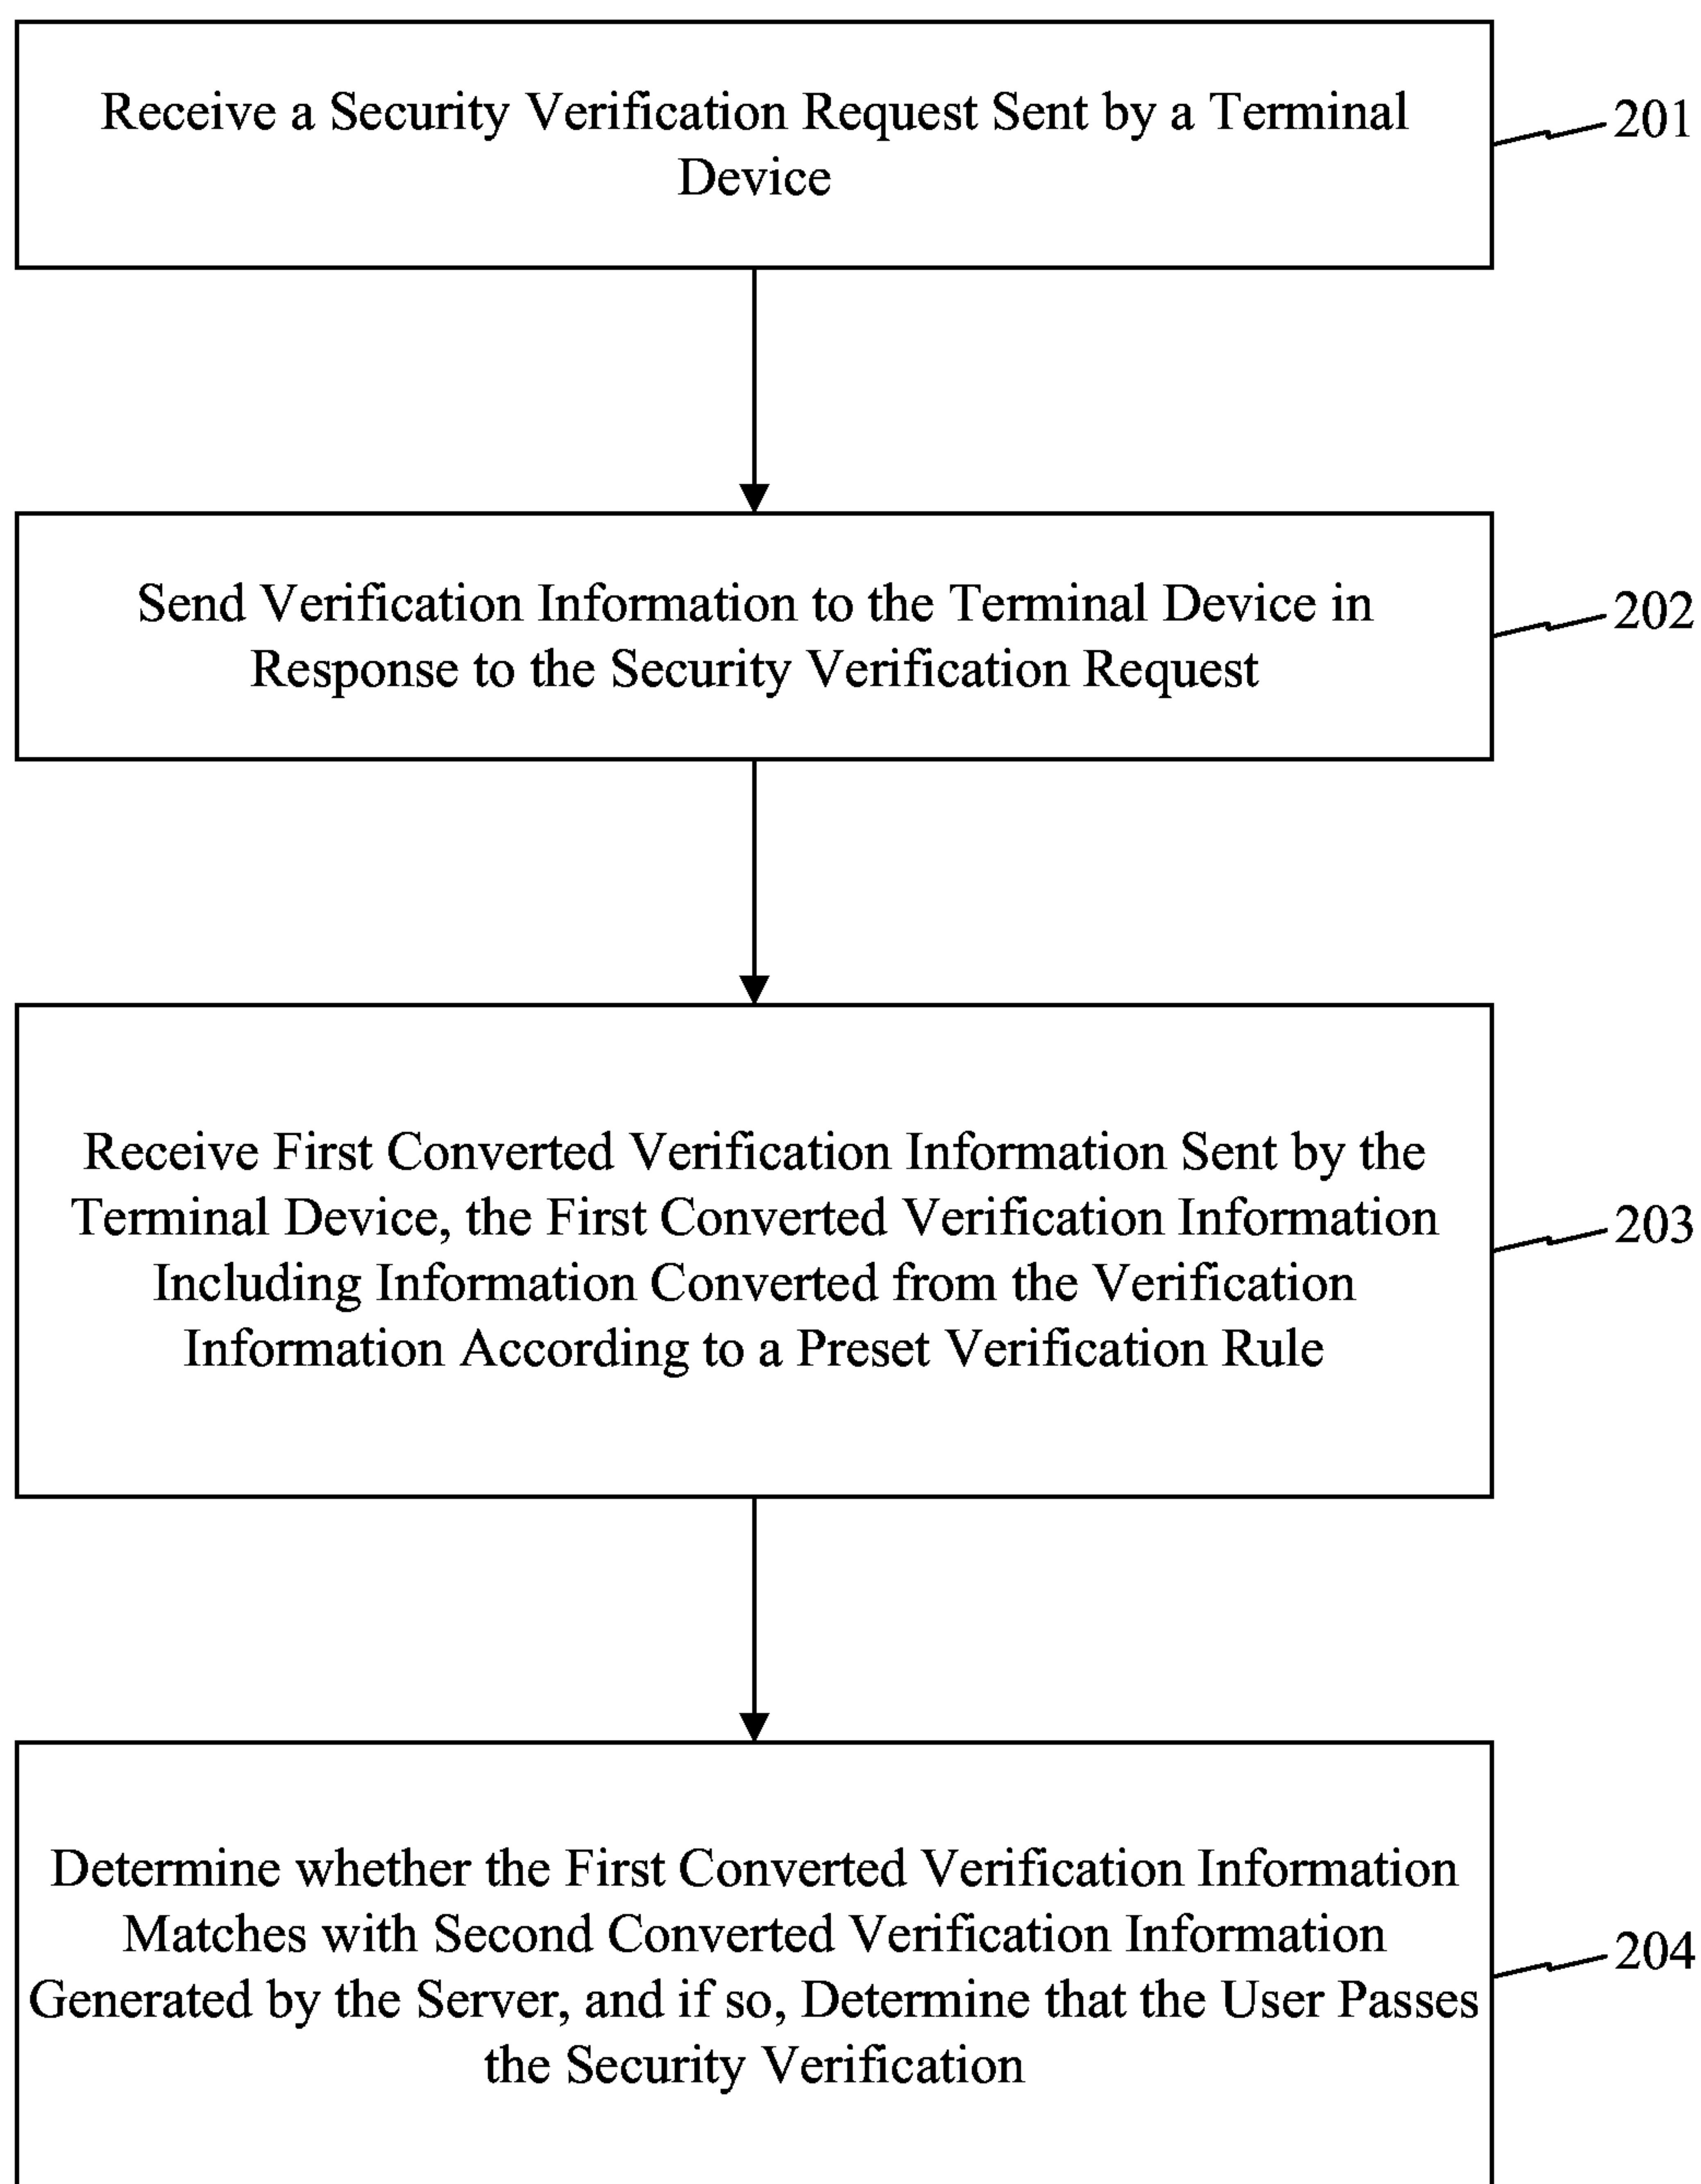 Receive a Security Verification Request Sent by a Terminal
Device
201
Send Verification Information to the Terminal Device in
Response to the Security Verification Request
202
Receive First Converted Verification Information Sent by the
Terminal Device, the First Converted Verification Information
Including Information Converted from the Verification
Information According to a Preset Verification Rule
203
Determine whether the First Converted Verification Information
Matches with Second Converted Verification Information
Generated by the Server, and if so, Determine that the User Passes
the Security Verification
204